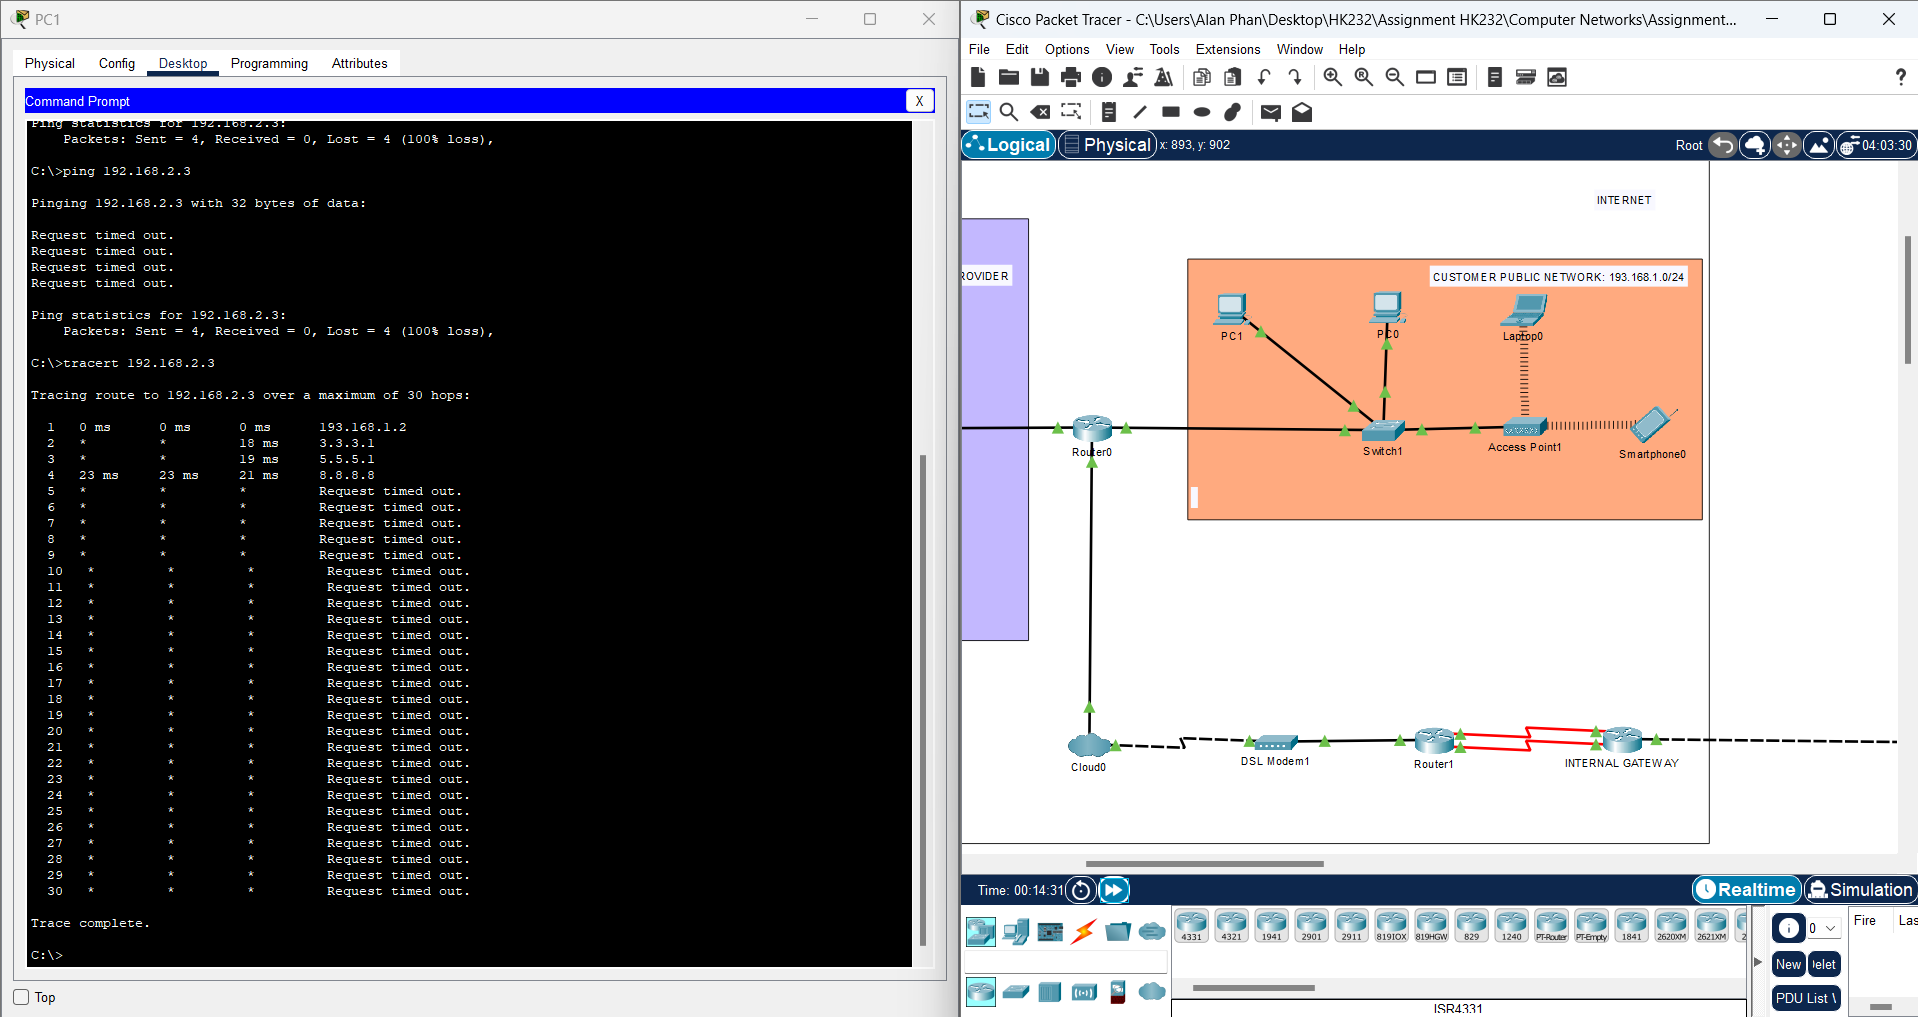 PC1
Physical Config Desktop Programming Attributes
Command Prompt
X
Ping statistics for 192.168.2.3:
Packets: Sent = 4, Received = 0, Lost = 4 (100% loss),
C:\>ping 192.168.2.3
Pinging 192.168.2.3 with 32 bytes of data:
Request timed out.
Request timed out.
Request timed out.
Request timed out.
Ping statistics for 192.168.2.3:
Packets: Sent = 4, Received = 0, Lost = 4 (100% loss),
C:\>tracert 192.168.2.3
Tracing route to 192.168.2.3 over a maximum of 30 hops:
1 0 ms 0 ms 0 ms 193.168.1.2
2 * * 18 ms 3.3.3.1
3 * * 19 ms 5.5.5.1
4 23 ms 23 ms 21 ms 8.8.8.8
5 * * * Request timed out.
6 * * * Request timed out.
7 * * * Request timed out.
8 * * * Request timed out.
9 * * * Request timed out.
10 * * * Request timed out.
11 * * * Request timed out.
12 * * * Request timed out.
13 * * * Request timed out.
14 * * * Request timed out.
15 * * * Request timed out.
16 * * * Request timed out.
17 * * * Request timed out.
18 * * * Request timed out.
19 * * * Request timed out.
20 * * * Request timed out.
21 * * * Request timed out.
22 * * * Request timed out.
23 * * * Request timed out.
24 * * * Request timed out.
25 * * * Request timed out.
26 * * * Request timed out.
27 * * * Request timed out.
28 * * * Request timed out.
29 * * * Request timed out.
30 * * * Request timed out.
Trace complete.
C:\>
Top
Cisco Packet Tracer - C:\Users\Alan Phan\Desktop\HK232\Assignment HK232\Computer Networks\Assignment...
File Edit Options View Tools Extensions Window Help
?
Logical Physical x: 893, y: 902 Root 04:03:30
INTERNET
ROVIDER
CUSTOMER PUBLIC NETWORK: 193.168.1.0/24
PC1
PC0
Laptop0
Router0
Switch1
Access Point1
Smartphone0
Cloud0
DSL Modem1
Router1
INTERNAL GATEWAY
Time: 00:14:31
Realtime Simulation
4331 4321 1941 2901 2911 819IOX 819HGW 829 1240 PT-Router PT-Empty 1841 2620XM 2621XM 2
ISR4331
0
New elet
PDU List
Fire Las